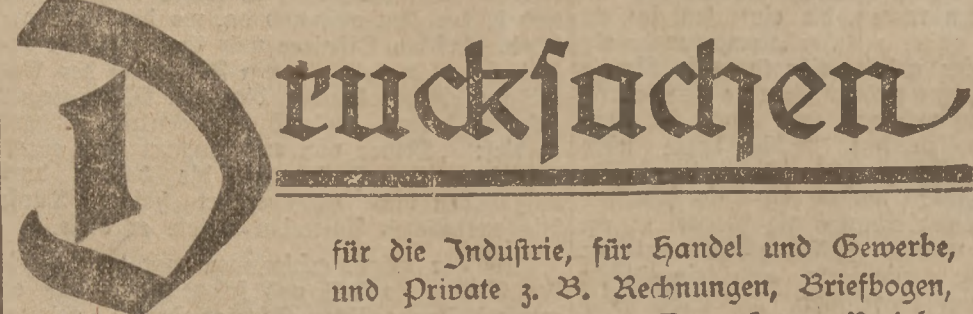 Drucksachen
für die Industrie, für Handel und Gewerbe,
und Private z. B. Rechnungen, Briefbogen,